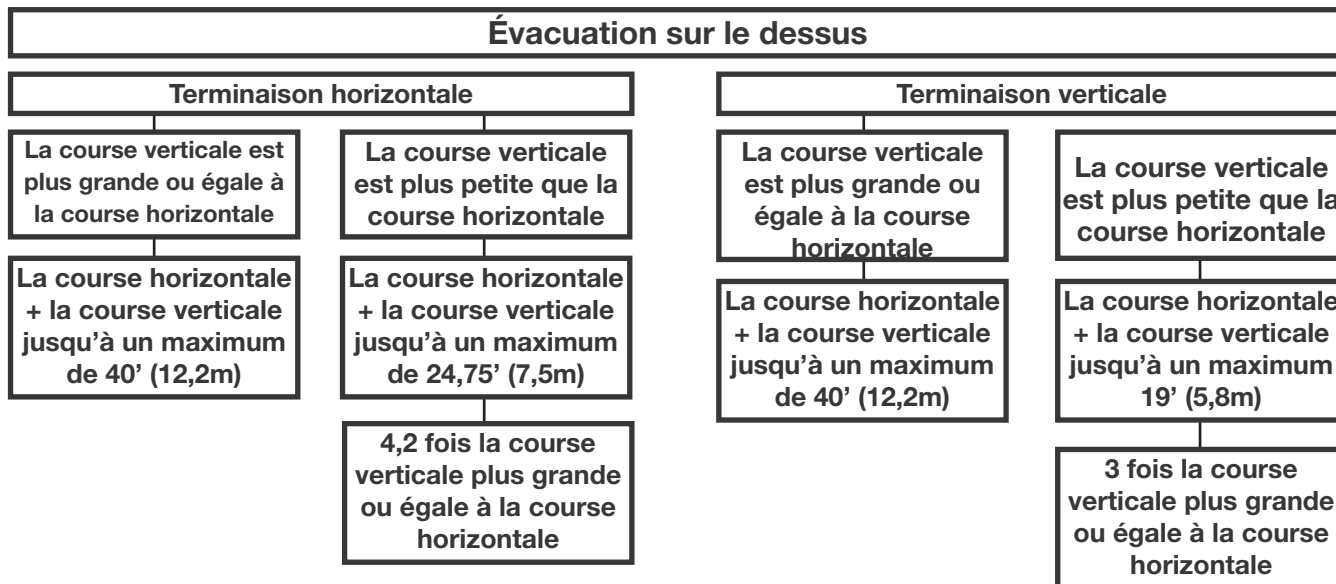 Évacuation sur le dessus
Terminaison horizontale
La course verticale est
plus grande ou égale à
la course horizontale
La course horizontale
+ la course verticale
jusqu'à un maximum
de 40’ (12,2m)
La course verticale
est plus petite que la
course horizontale
La course horizontale
+ la course verticale
jusqu'à un maximum
de 24,75’ (7,5m)
4,2 fois la course
verticale plus grande
ou égale à la course
horizontale
Terminaison verticale
La course verticale
est plus grande ou
égale à la course
horizontale
La course horizontale
+ la course verticale
jusqu'à un maximum
de 40’ (12,2m)
La course verticale
est plus petite que la
course horizontale
La course horizontale
+ la course verticale
jusqu'à un maximum
19’ (5,8m)
3 fois la course
verticale plus grande
ou égale à la course
horizontale